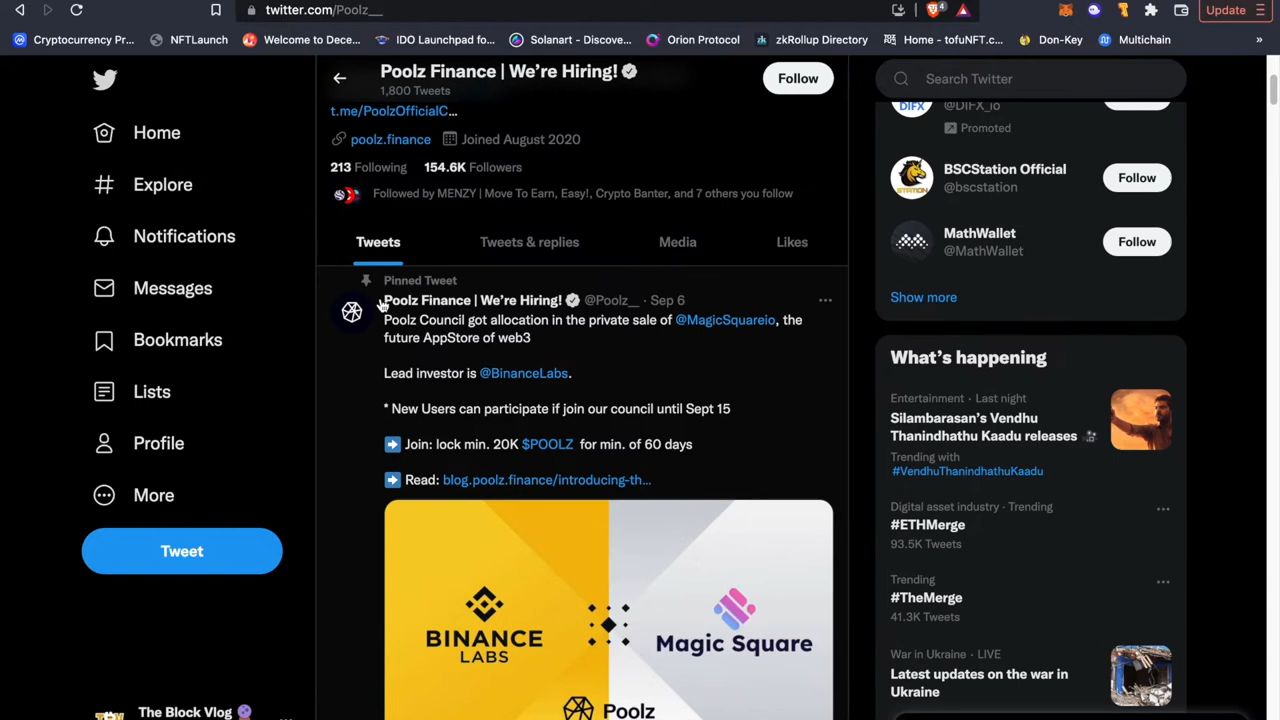 twitter.com/Poolz__
4
Update
Cryptocurrency Pr...
NFTLaunch
Welcome to Dece...
IDO Launchpad fo...
Solanart - Discove...
Orion Protocol
zkRollup Directory
Home - tofuNFT.c...
Don-Key
Multichain
»
Home
Explore
Notifications
Messages
Bookmarks
Lists
Profile
More
Tweet
The Block Vlog
Poolz Finance | We're Hiring!
1,800 Tweets
Follow
t.me/PoolzOfficialC...
poolz.finance Joined August 2020
213 Following 154.6K Followers
Followed by MENZY | Move To Earn, Easy!, Crypto Banter, and 7 others you follow
Tweets Tweets & replies Media Likes
Pinned Tweet
Poolz Finance | We're Hiring! @Poolz__ · Sep 6
Poolz Council got allocation in the private sale of @MagicSquareio, the
future AppStore of web3
Lead investor is @BinanceLabs.
* New Users can participate if join our council until Sept 15
Join: lock min. 20K $POOLZ for min. of 60 days
Read: blog.poolz.finance/introducing-th...
BINANCE
LABS
Magic Square
Poolz
Search Twitter
DIFX
@DIFX_io
Promoted
BSCStation Official
@bscstation
STATION
Follow
MathWallet
@MathWallet
Follow
Show more
What's happening
Entertainment · Last night
Silambarasan's Vendhu
Thanindhathu Kaadu releases
Trending with
#VendhuThanindhathuKaadu
Digital asset industry · Trending
#ETHMerge
93.5K Tweets
Trending
#TheMerge
41.3K Tweets
War in Ukraine · LIVE
Latest updates on the war in
Ukraine